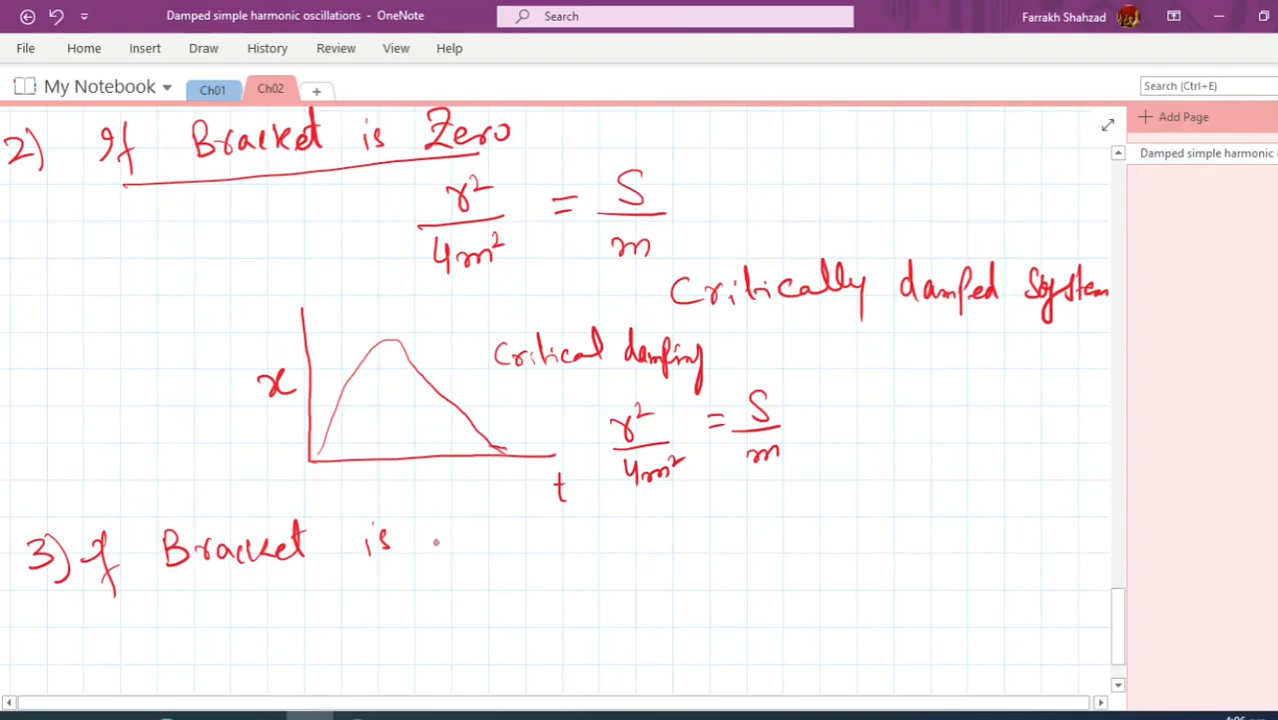 Damped simple harmonic oscillations - OneNote
Search
Farrakh Shahzad
File Home Insert Draw History Review View Help
My Notebook
Ch01
Ch02
+
Search (Ctrl+E)
+ Add Page
Damped simple harmonic
2) If Bracket is Zero
r²/4m² = S/m
Critically damped system
Critical damping
x
r²/4m² = S/m
t
3) If Bracket is